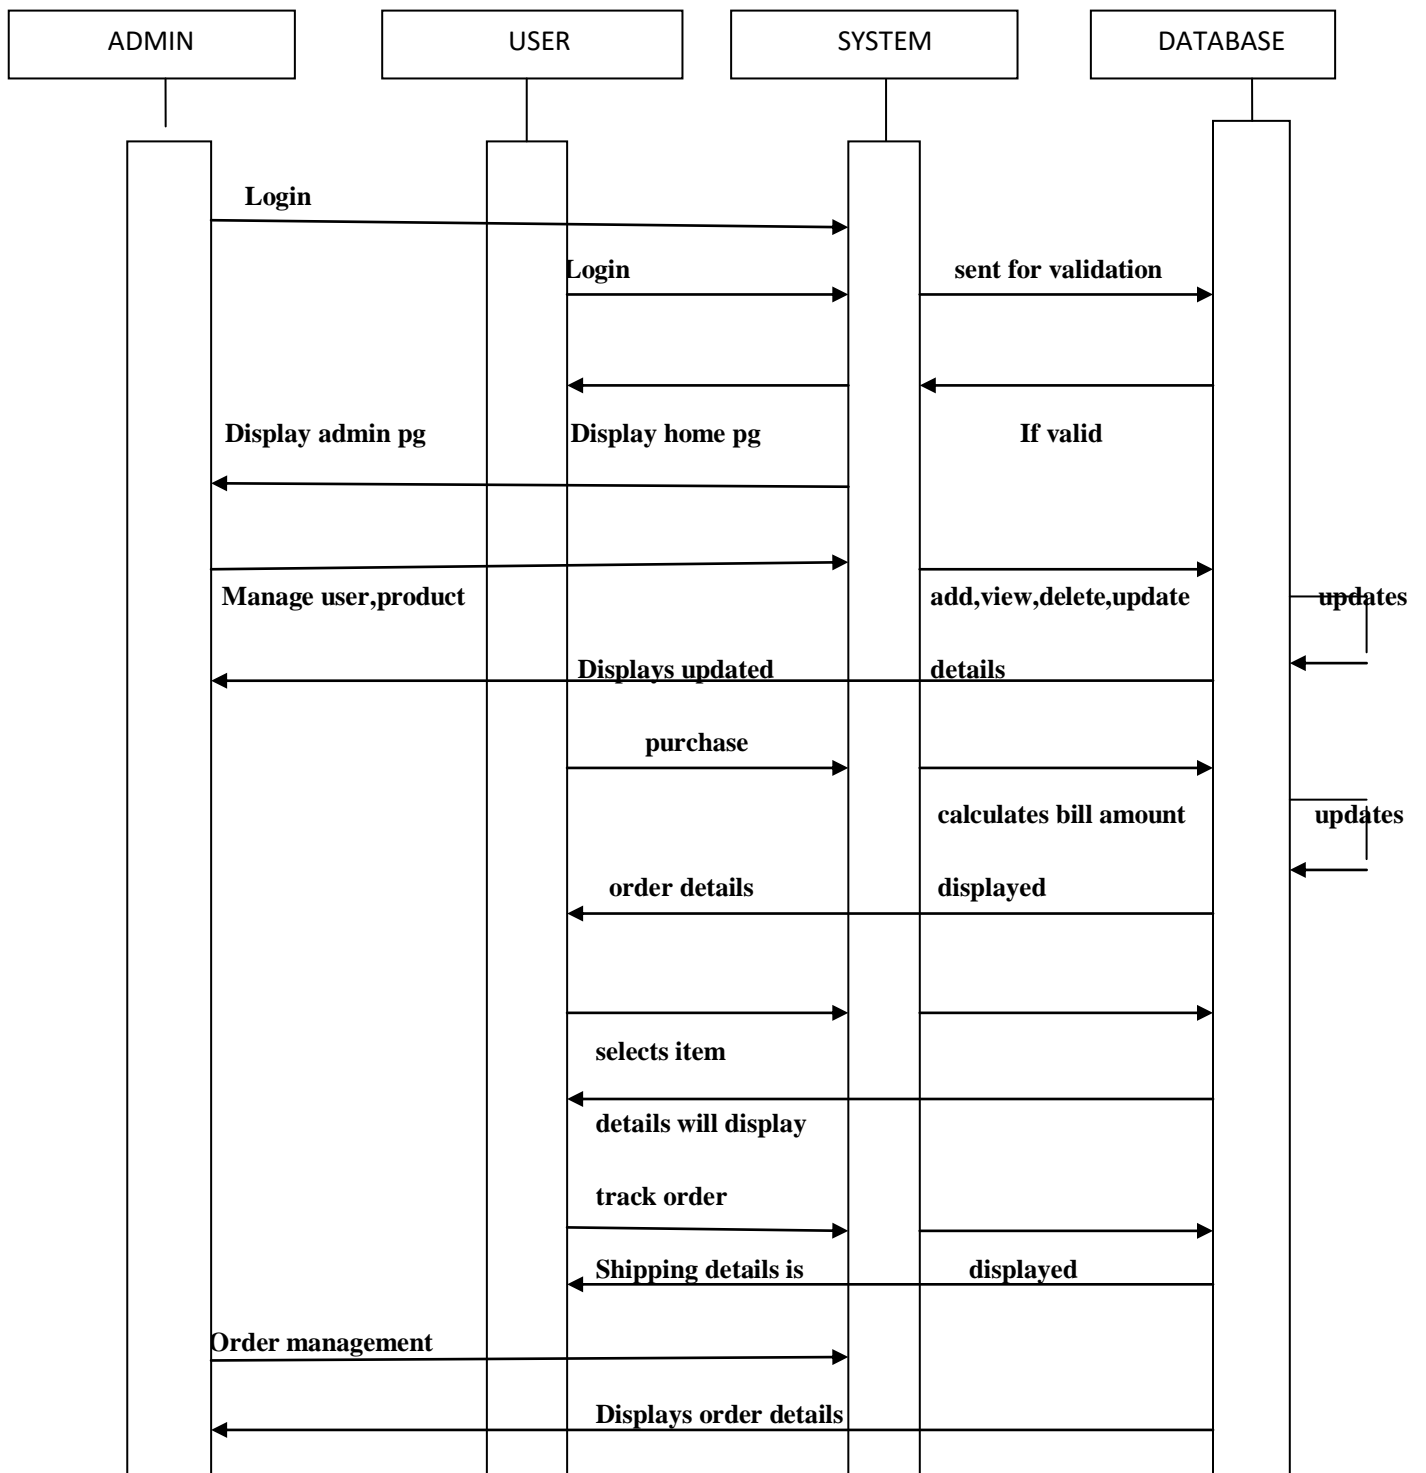 ADMIN USER SYSTEM DATABASE
Login
Login sent for validation
Display admin pg Display home pg If valid
Manage user,product add,view,delete,update updates
Displays updated details
purchase
calculates bill amount updates
order details displayed
selects item
details will display
track order
Shipping details is displayed
Order management
Displays order details